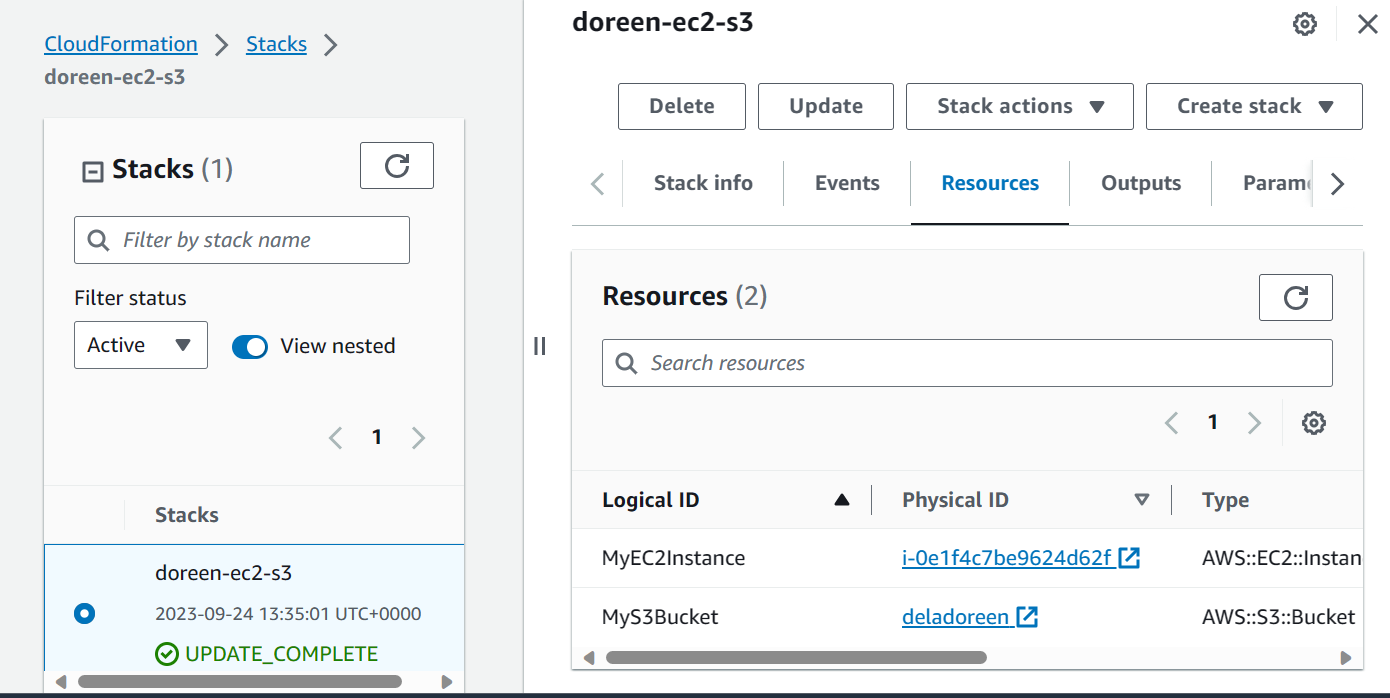 CloudFormation
Stacks
doreen-ec2-s3
Stacks (1)
Filter by stack name
Filter status
Active
View nested
1
Stacks
doreen-ec2-s3
2023-09-24 13:35:01 UTC+0000
UPDATE_COMPLETE
doreen-ec2-s3
Delete
Update
Stack actions
Create stack
Stack info
Events
Resources
Outputs
Param
Resources (2)
Search resources
1
Logical ID
Physical ID
Type
MyEC2Instance
i-0e1f4c7be9624d62f
AWS::EC2::Instan
MyS3Bucket
deladoreen
AWS::S3::Bucket